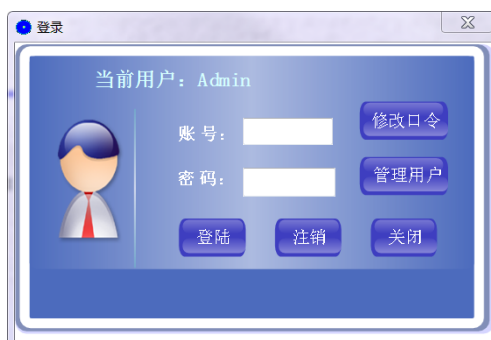 登录
当前用户：Admin
账 号：
修改口令
密 码：
管理用户
登陆
注销
关闭